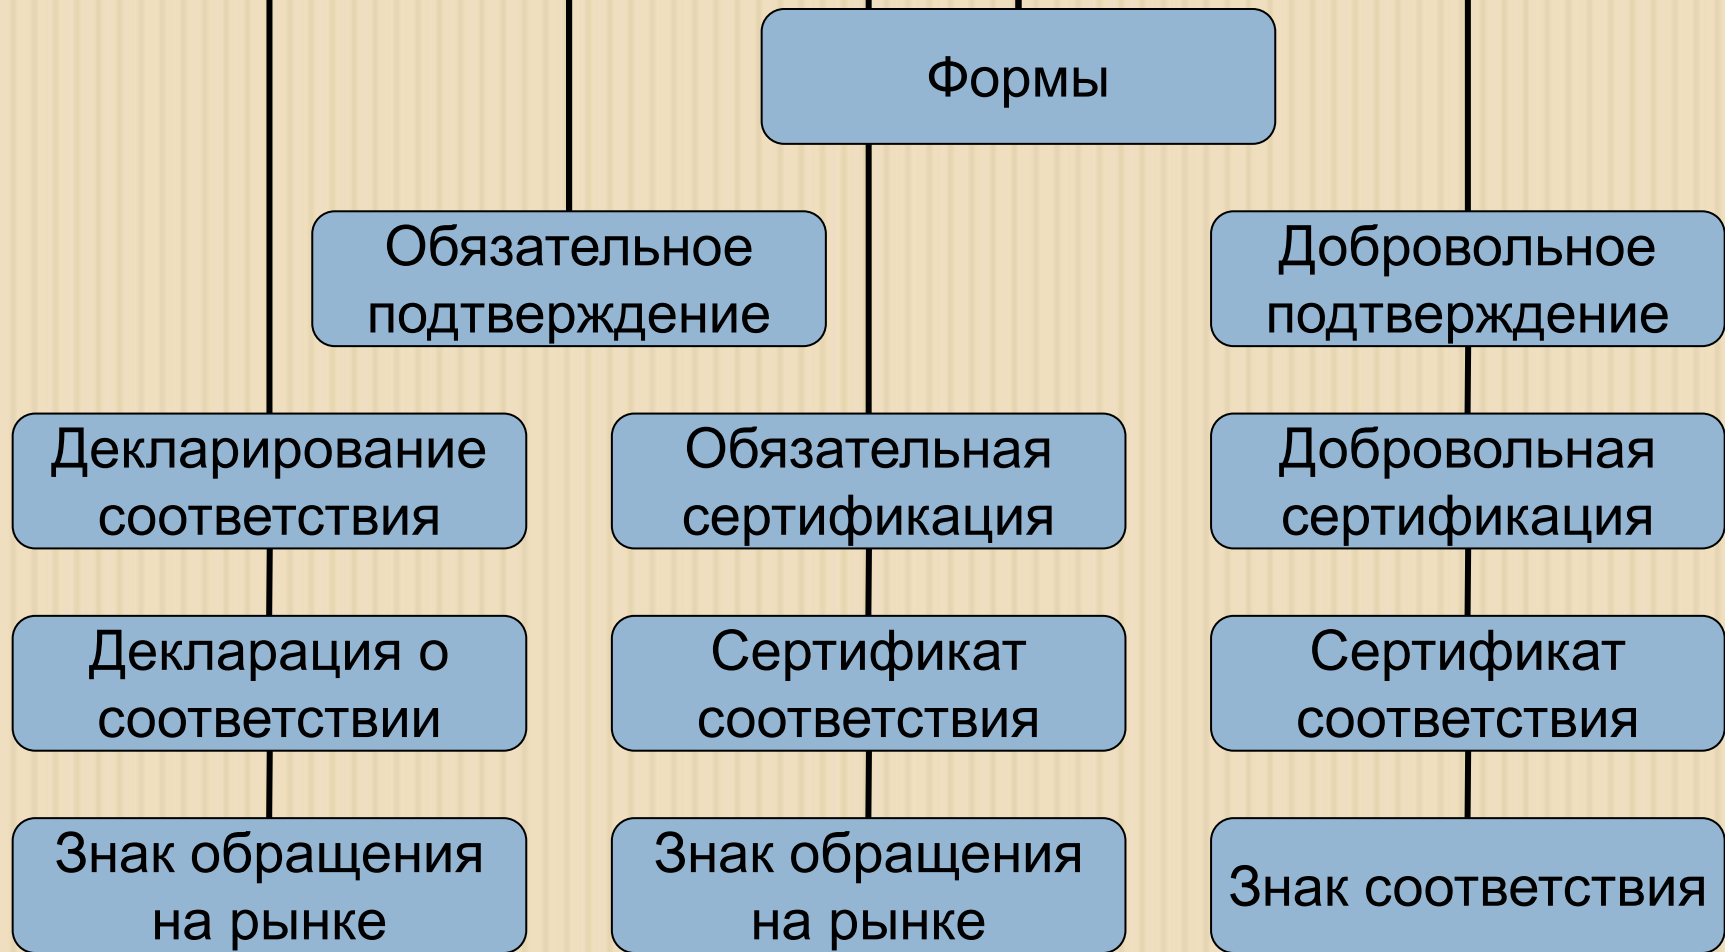 Формы
Обязательное
подтверждение
Добровольное
подтверждение
Декларирование
соответствия
Обязательная
сертификация
Добровольная
сертификация
Декларация о
соответствии
Сертификат
соответствия
Сертификат
соответствия
Знак обращения
на рынке
Знак обращения
на рынке
Знак соответствия